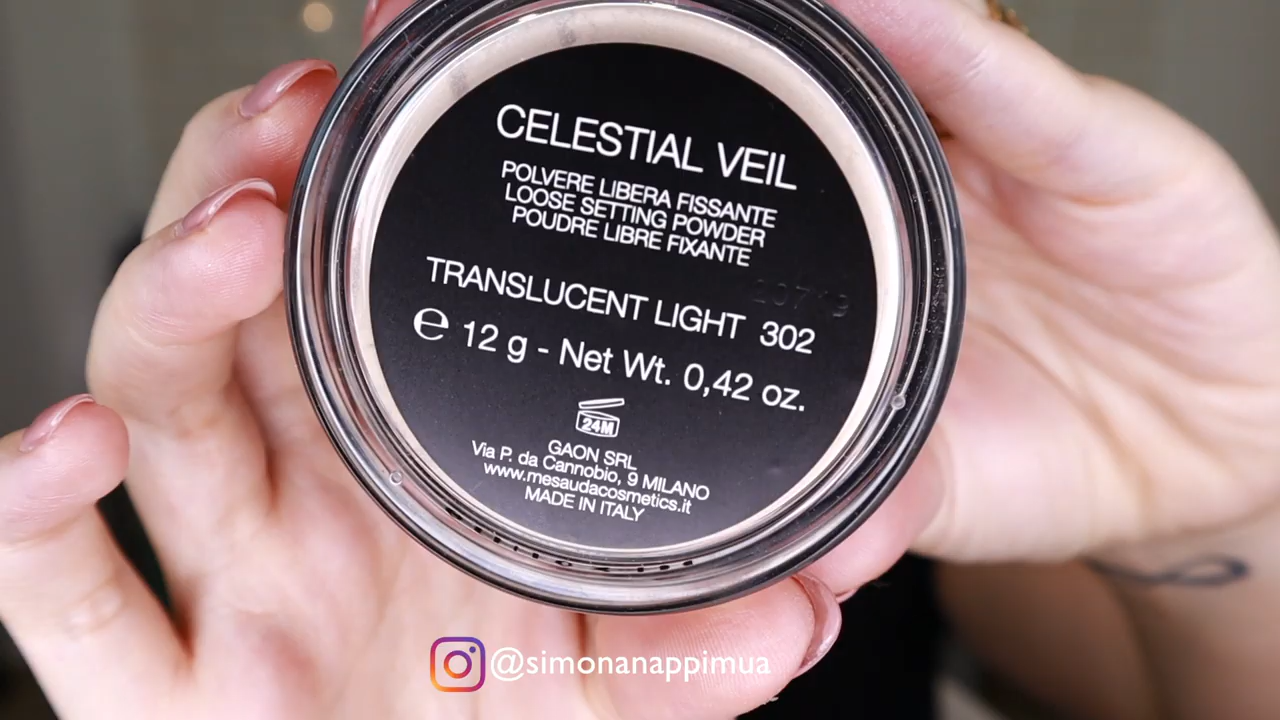 CELESTIAL VEIL
POLVERE LIBERA FISSANTE
LOOSE SETTING POWDER
POUDRE LIBRE FIXANTE
TRANSLUCENT LIGHT 302
℮ 12 g - Net Wt. 0,42 oz.
24M
GAON SRL
Via P. da Cannobio, 9 MILANO
www.mesaudacosmetics.it
MADE IN ITALY
@simonanappimua